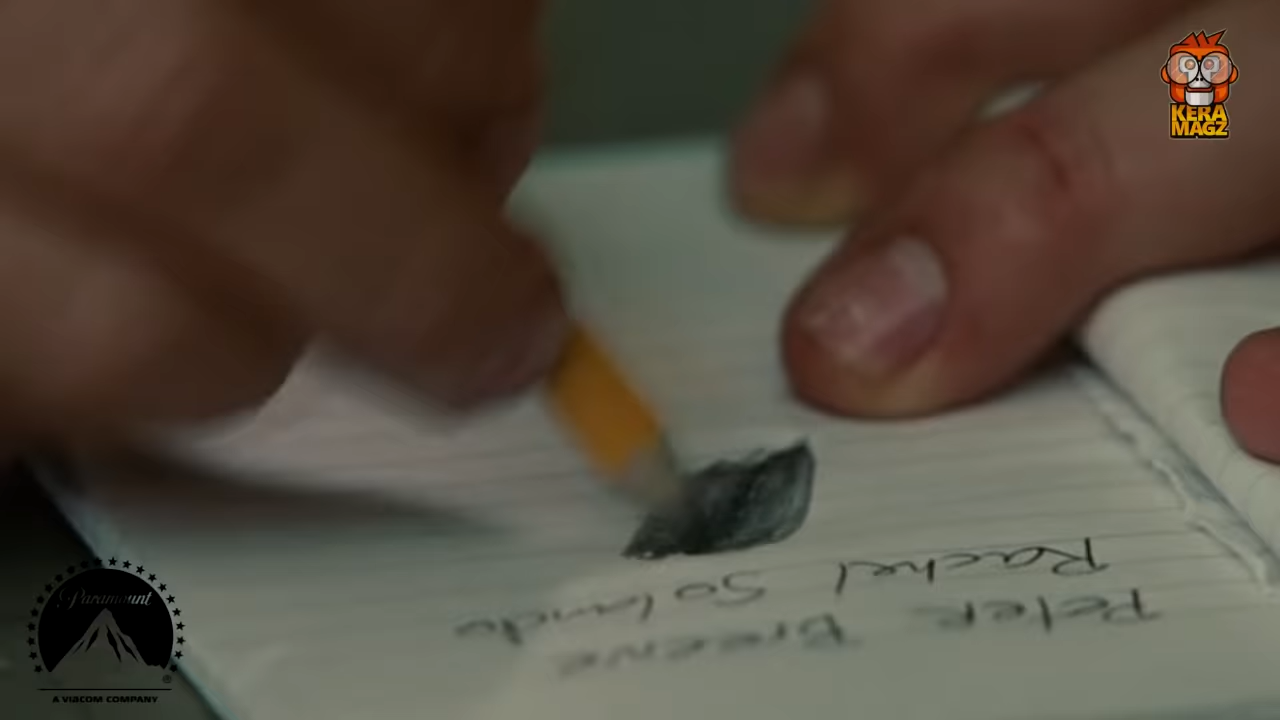 KERA
MAGZ
Peter Breene
Rachel Solando
Paramount
®
A VIACOM COMPANY